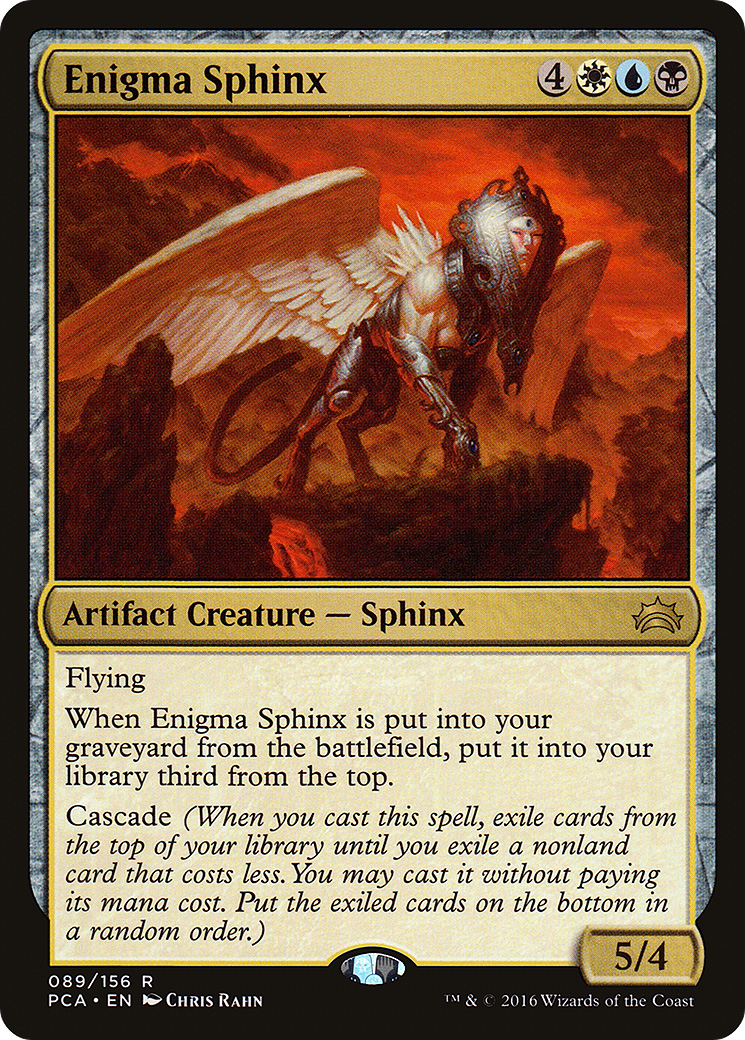 Enigma Sphinx 4
Artifact Creature — Sphinx
Flying
When Enigma Sphinx is put into your
graveyard from the battlefield, put it into your
library third from the top.
Cascade (When you cast this spell, exile cards from
the top of your library until you exile a nonland
card that costs less. You may cast it without paying
its mana cost. Put the exiled cards on the bottom in
a random order.)
5/4
089/156 R
PCA • EN Chris Rahn
™ & © 2016 Wizards of the Coast